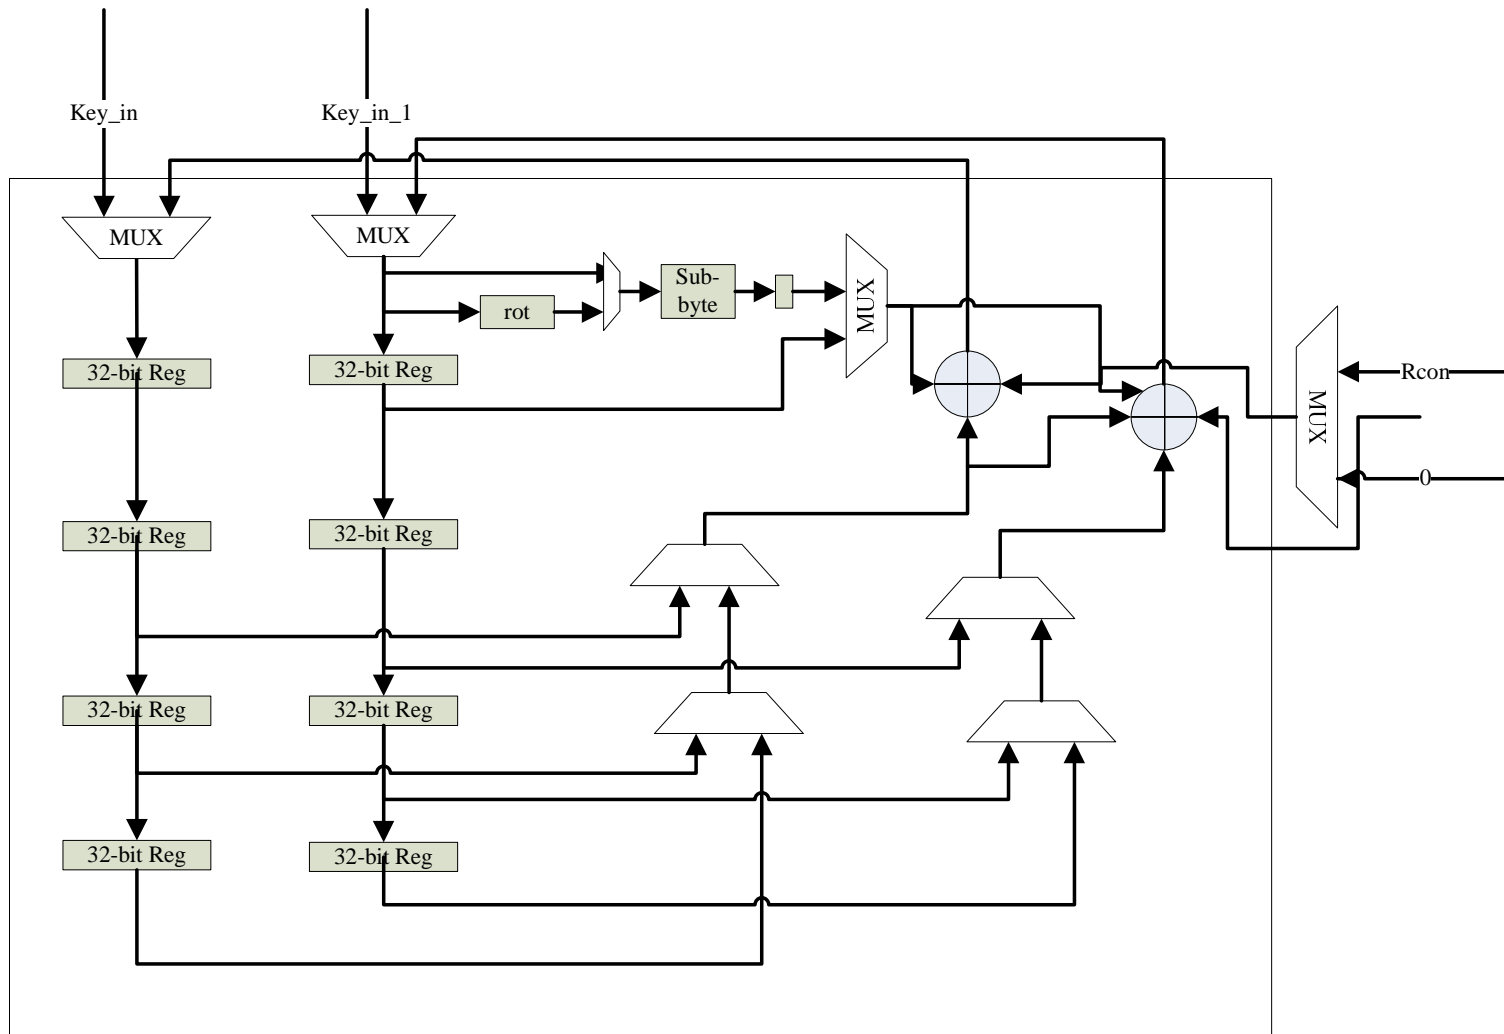 Key_in
Key_in_1
MUX
MUX
Sub-
byte
MUX
rot
32-bit Reg
32-bit Reg
MUX
Rcon
0
32-bit Reg
32-bit Reg
32-bit Reg
32-bit Reg
32-bit Reg
32-bit Reg